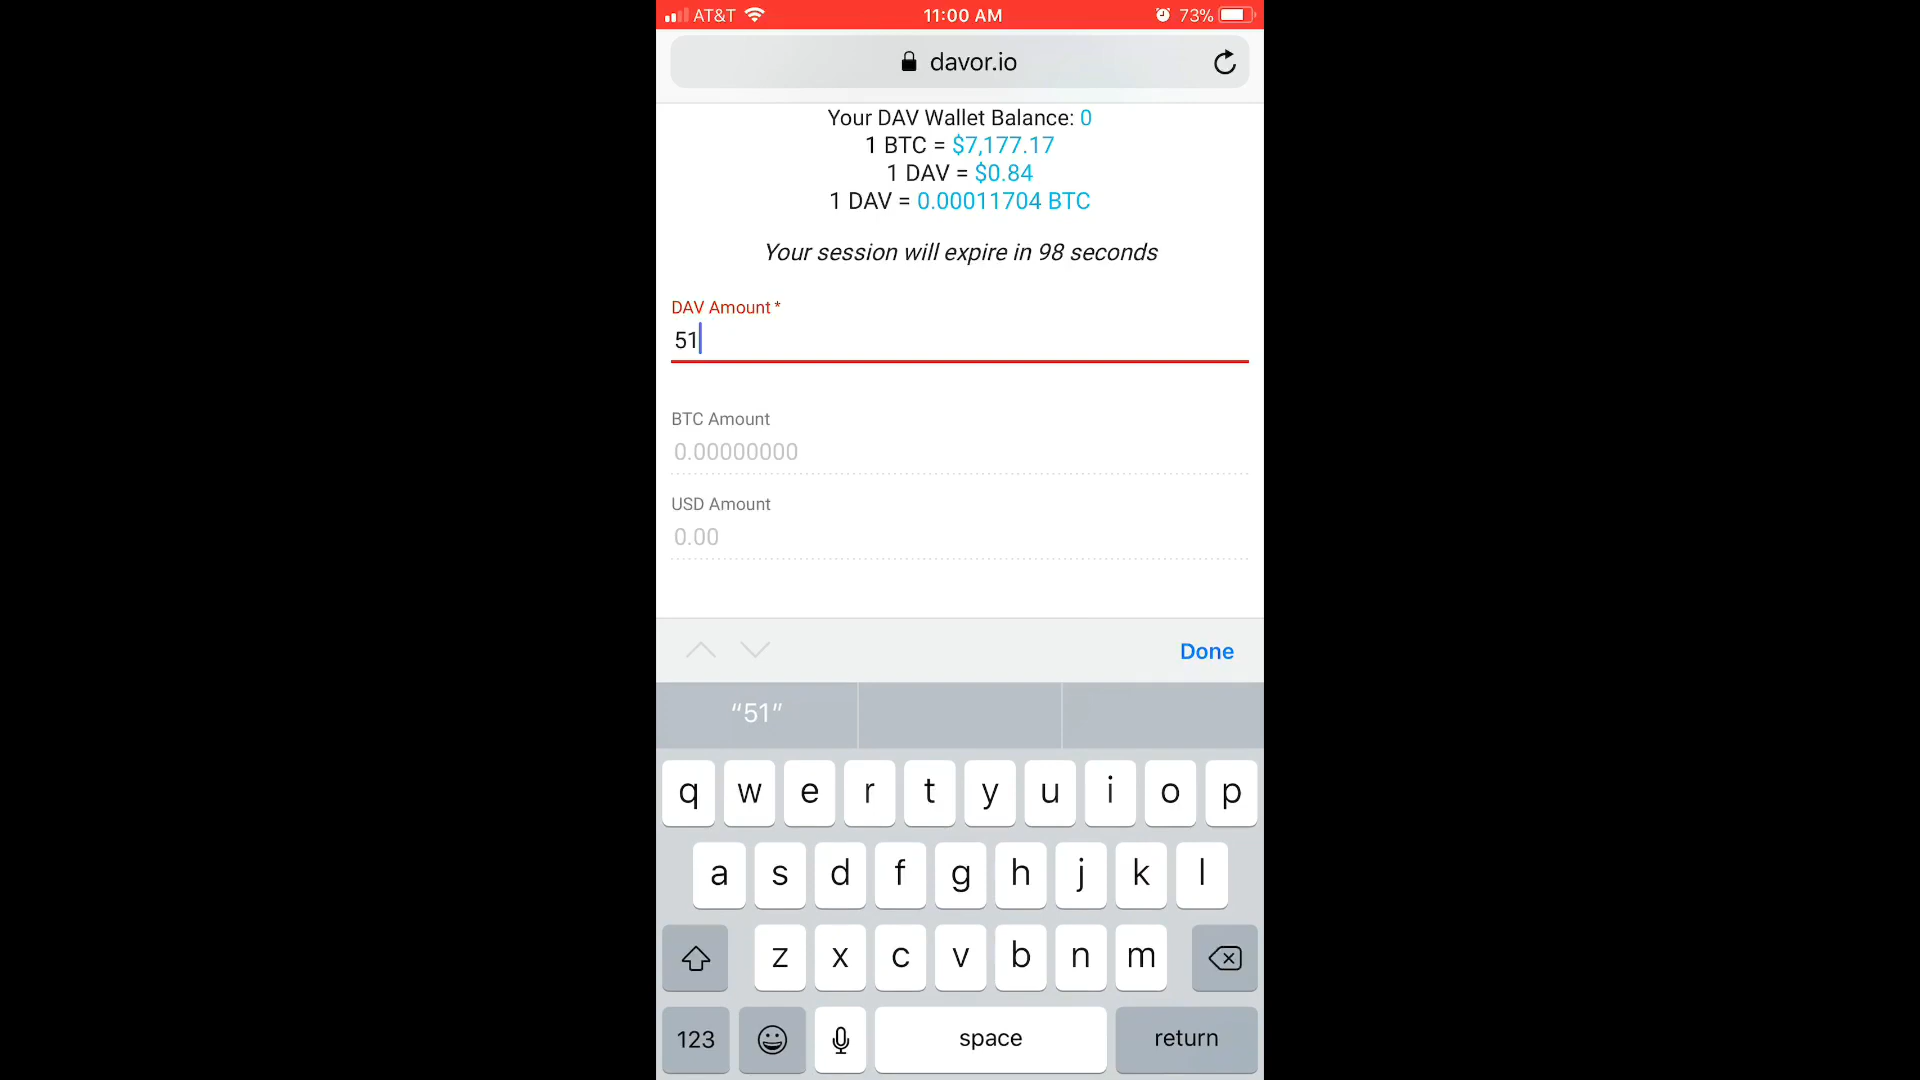 AT&T 11:00 AM 73%
davor.io
Your DAV Wallet Balance: 0
1 BTC = $7,177.17
1 DAV = $0.84
1 DAV = 0.00011704 BTC
Your session will expire in 98 seconds
DAV Amount *
51
BTC Amount
0.00000000
USD Amount
0.00
Done
“51”
q w e r t y u i o p
a s d f g h j k l
z x c v b n m
123 space return